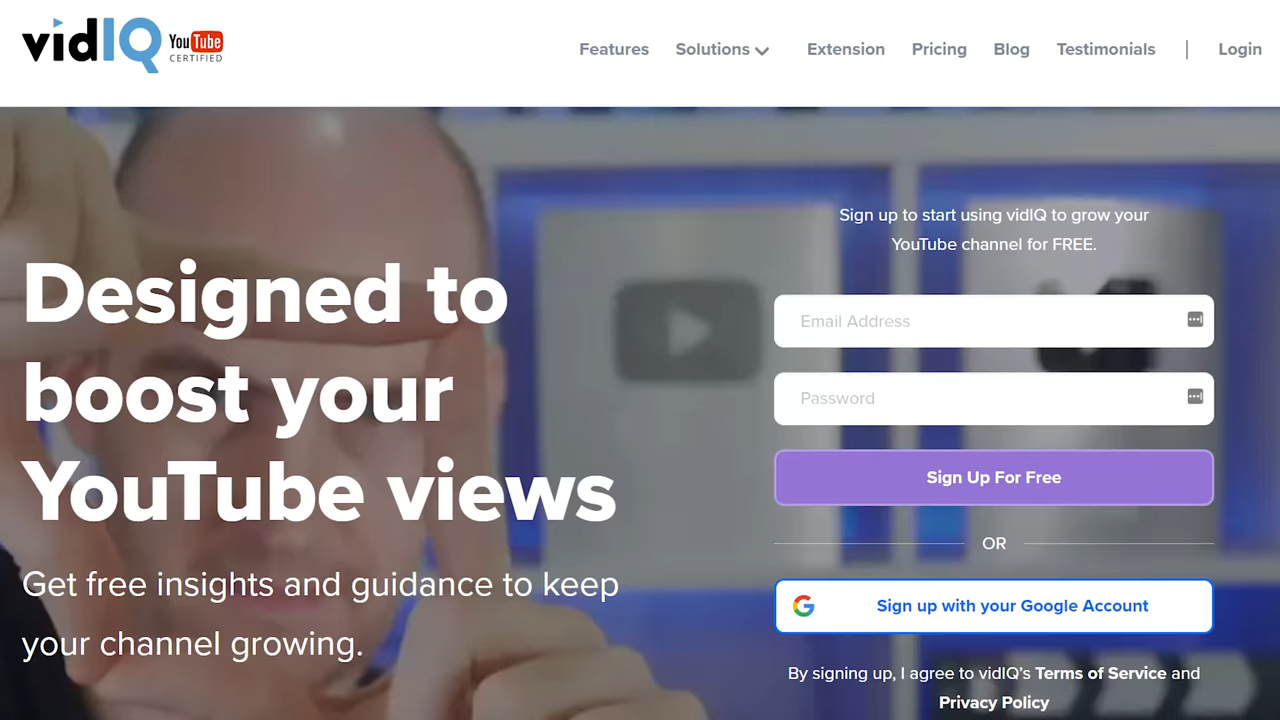 vidIQ YouTube CERTIFIED
Features Solutions Extension Pricing Blog Testimonials Login
Designed to
boost your
YouTube views
Get free insights and guidance to keep
your channel growing.
Sign up to start using vidIQ to grow your
YouTube channel for FREE.
Email Address
Password
Sign Up For Free
OR
Sign up with your Google Account
By signing up, I agree to vidIQ's Terms of Service and
Privacy Policy